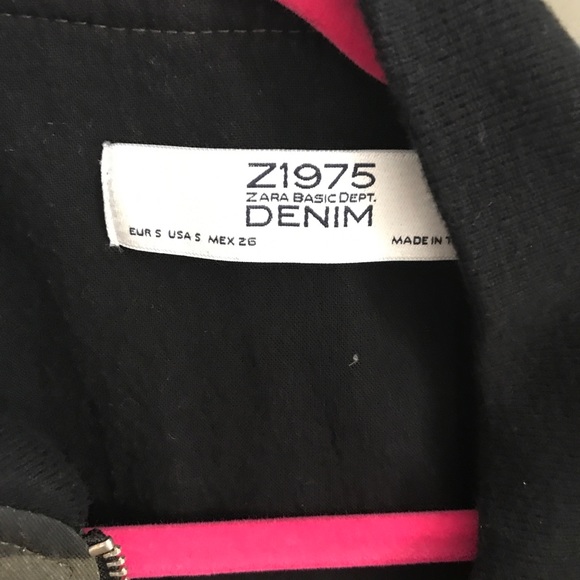 Z1975
ZARA BASIC DEPT.
DENIM
EUR S USA S MEX 26
MADE IN